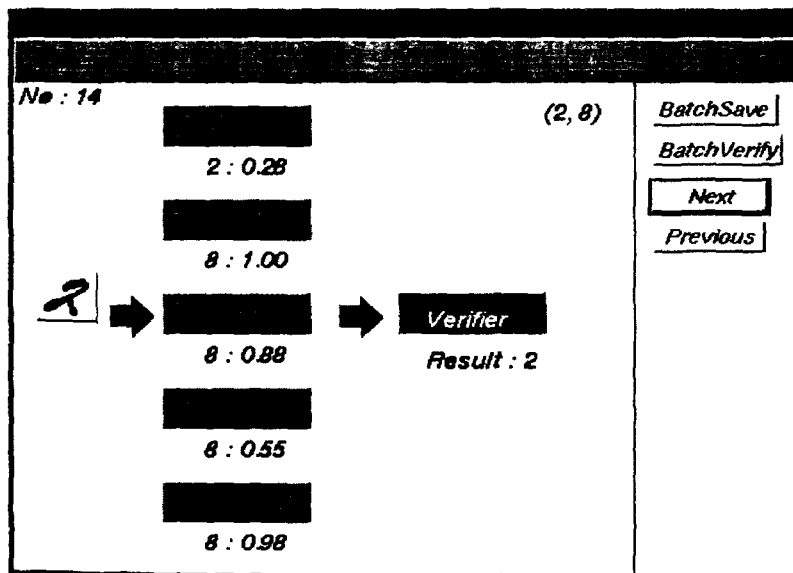 No : 14
(2, 8)
2 : 0.28
8 : 1.00
8 : 0.88
8 : 0.55
8 : 0.98
Verifier
Result : 2
BatchSave
BatchVerify
Next
Previous